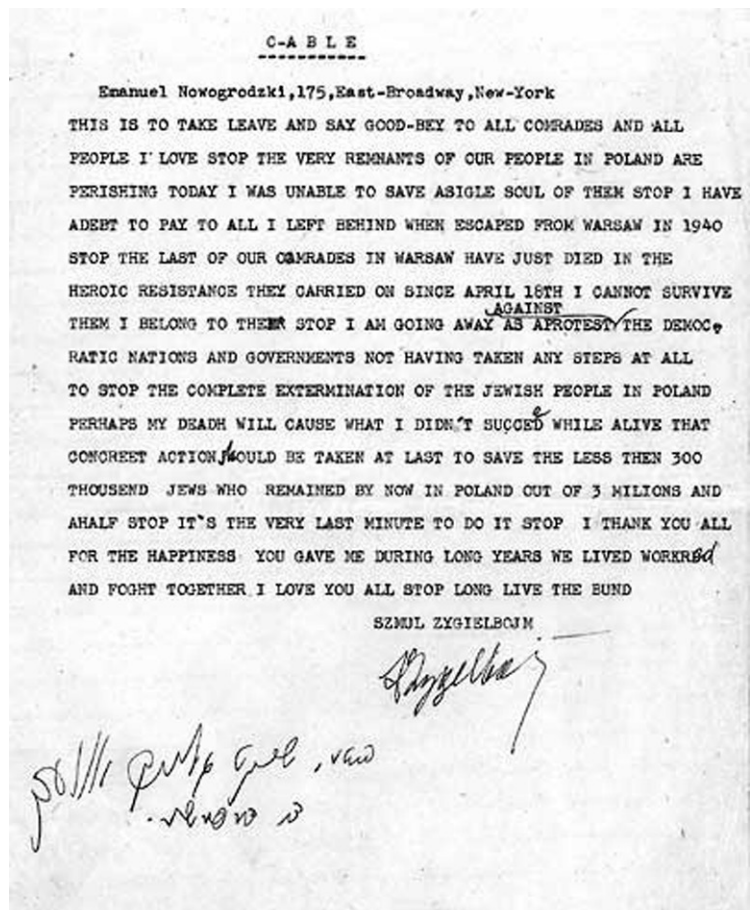 C-A B L E
Emanuel Nowogrodzki,175,East-Broadway,New-York
THIS IS TO TAKE LEAVE AND SAY GOOD-BEY TO ALL COMRADES AND ALL
PEOPLE I LOVE STOP THE VERY REMNANTS OF OUR PEOPLE IN POLAND ARE
PERISHING TODAY I WAS UNABLE TO SAVE ASIGLE SOUL OF THEM STOP I HAVE
ADEBT TO PAY TO ALL I LEFT BEHIND WHEN ESCAPED FROM WARSAW IN 1940
STOP THE LAST OF OUR COMRADES IN WARSAW HAVE JUST DIED IN THE
HEROIC RESISTANCE THEY CARRIED ON SINCE APRIL 18TH I CANNOT SURVIVE
AGAINST
THEM I BELONG TO THEM STOP I AM GOING AWAY AS APROTEST THE DEMOC-
RATIC NATIONS AND GOVERNMENTS NOT HAVING TAKEN ANY STEPS AT ALL
TO STOP THE COMPLETE EXTERMINATION OF THE JEWISH PEOPLE IN POLAND
PERHAPS MY DEADH WILL CAUSE WHAT I DIDN'T SUCCEED WHILE ALIVE THAT
CONCREET ACTION SHOULD BE TAKEN AT LAST TO SAVE THE LESS THEN 300
THOUSEND JEWS WHO REMAINED BY NOW IN POLAND OUT OF 3 MILIONS AND
AHALF STOP IT'S THE VERY LAST MINUTE TO DO IT STOP I THANK YOU ALL
FOR THE HAPPINESS YOU GAVE ME DURING LONG YEARS WE LIVED WORKRED
AND FOGHT TOGETHER I LOVE YOU ALL STOP LONG LIVE THE BUND
SZMUL ZYGIELBOJM